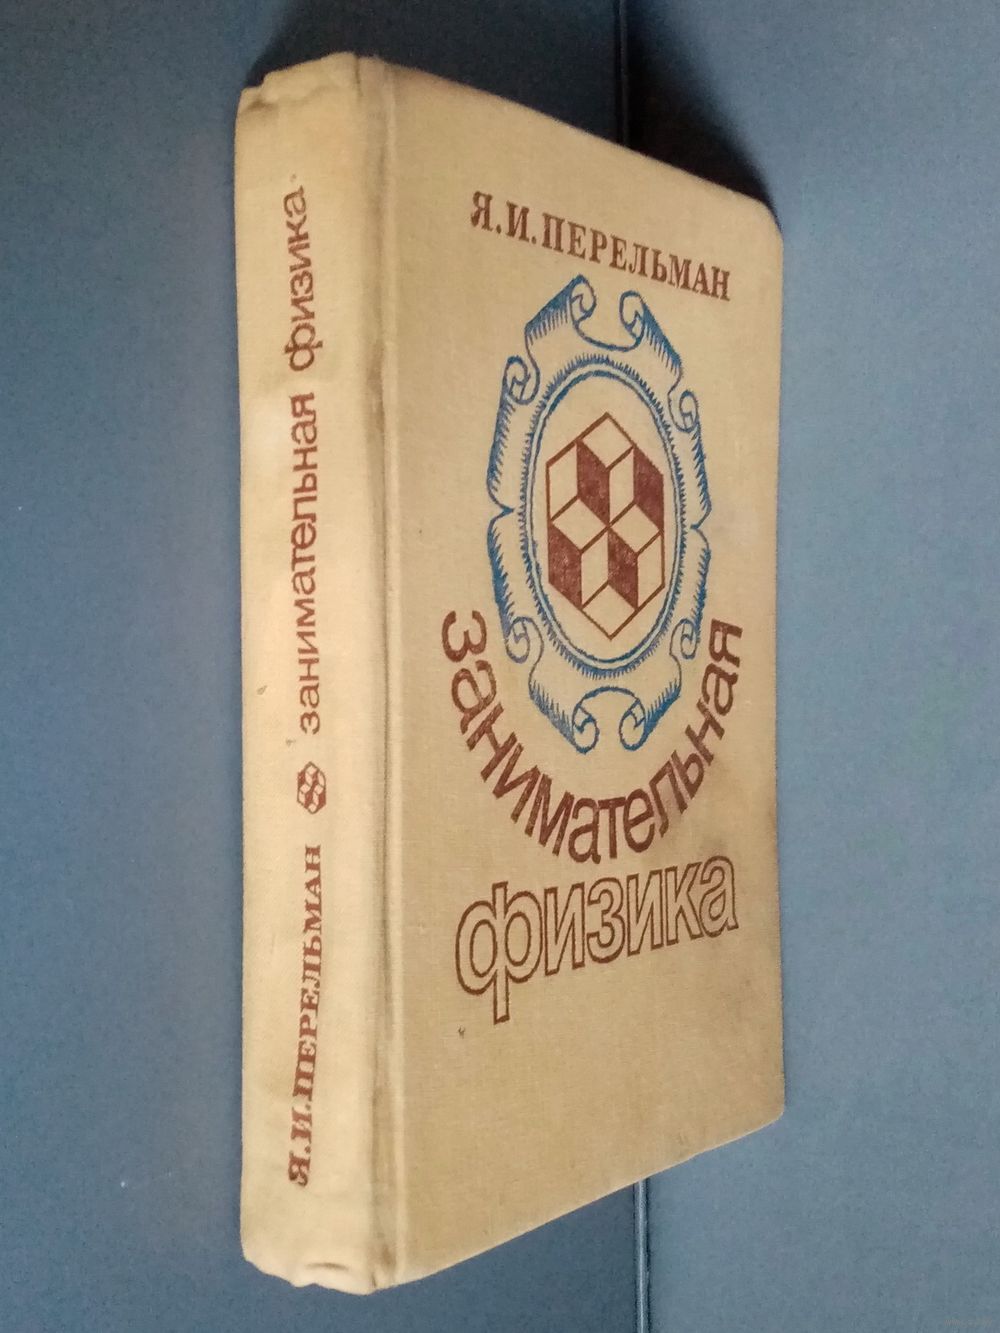 Я.И.ПЕРЕЛЬМАН
занимательная
физика
Я.И.ПЕРЕЛЬМАН занимательная физика